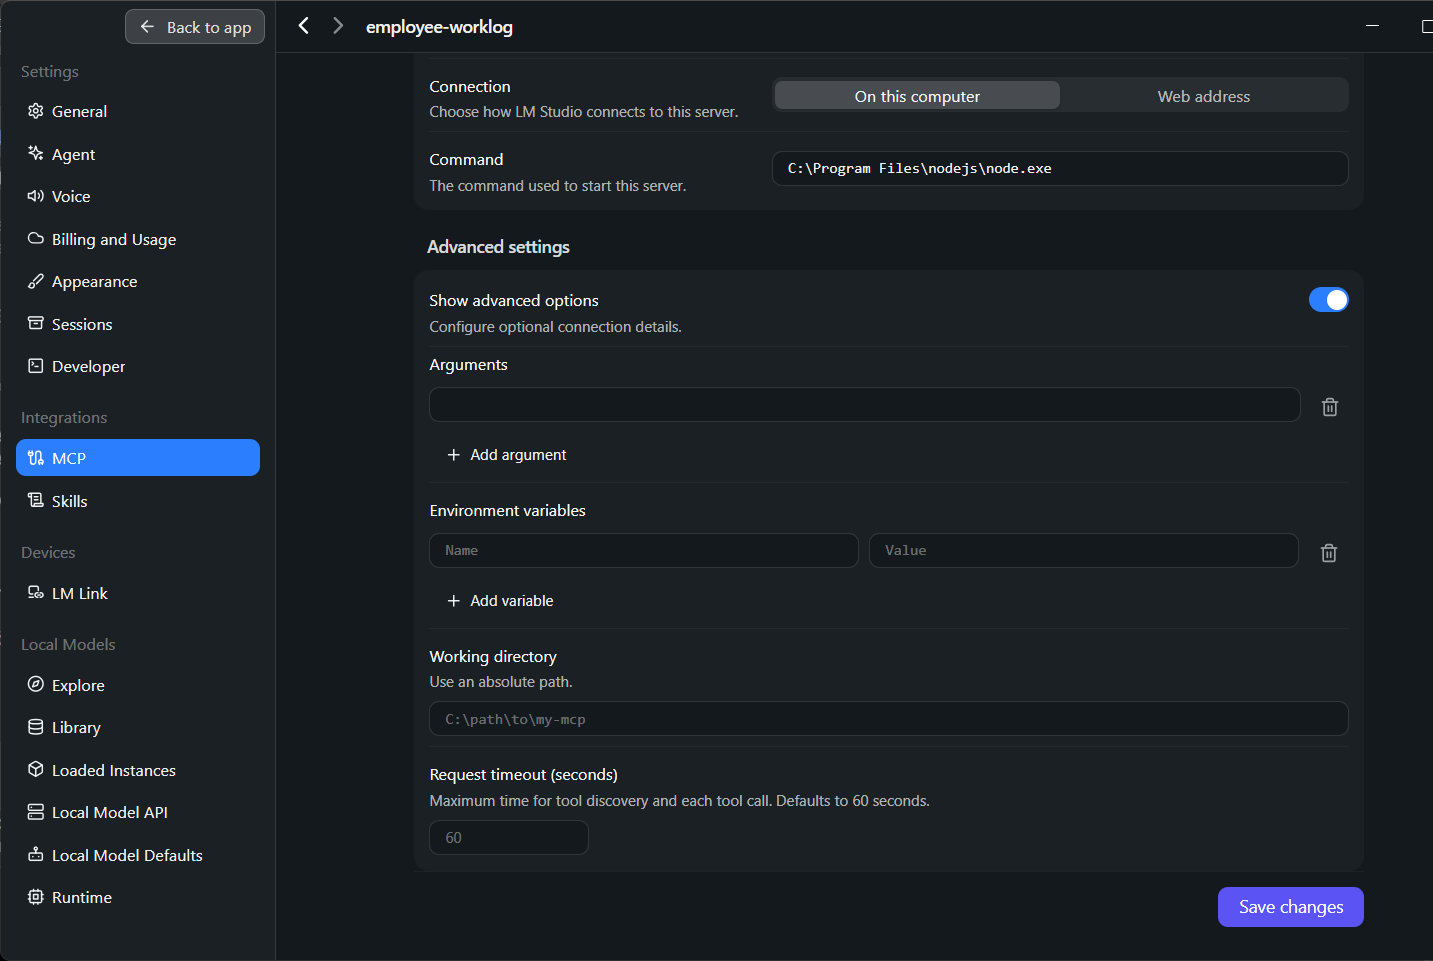 Back to app
employee-worklog
Settings
General
Agent
Voice
Billing and Usage
Appearance
Sessions
Developer
Integrations
MCP
Skills
Devices
LM Link
Local Models
Explore
Library
Loaded Instances
Local Model API
Local Model Defaults
Runtime
Connection
Choose how LM Studio connects to this server.
On this computer
Web address
Command
The command used to start this server.
C:\Program Files\nodejs\node.exe
Advanced settings
Show advanced options
Configure optional connection details.
Arguments
Add argument
Environment variables
Name
Value
Add variable
Working directory
Use an absolute path.
C:\path\to\my-mcp
Request timeout (seconds)
Maximum time for tool discovery and each tool call. Defaults to 60 seconds.
60
Save changes